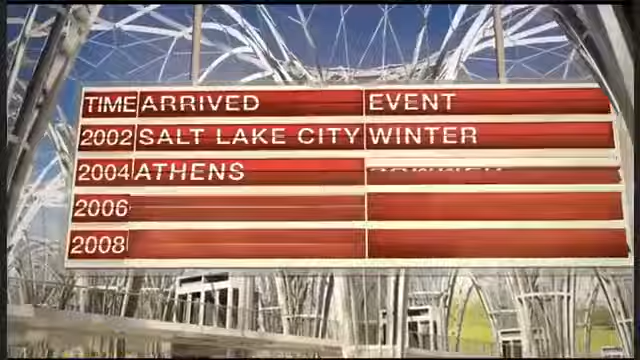 TIME ARRIVED EVENT
2002 SALT LAKE CITY WINTER
2004 ATHENS
2006
2008